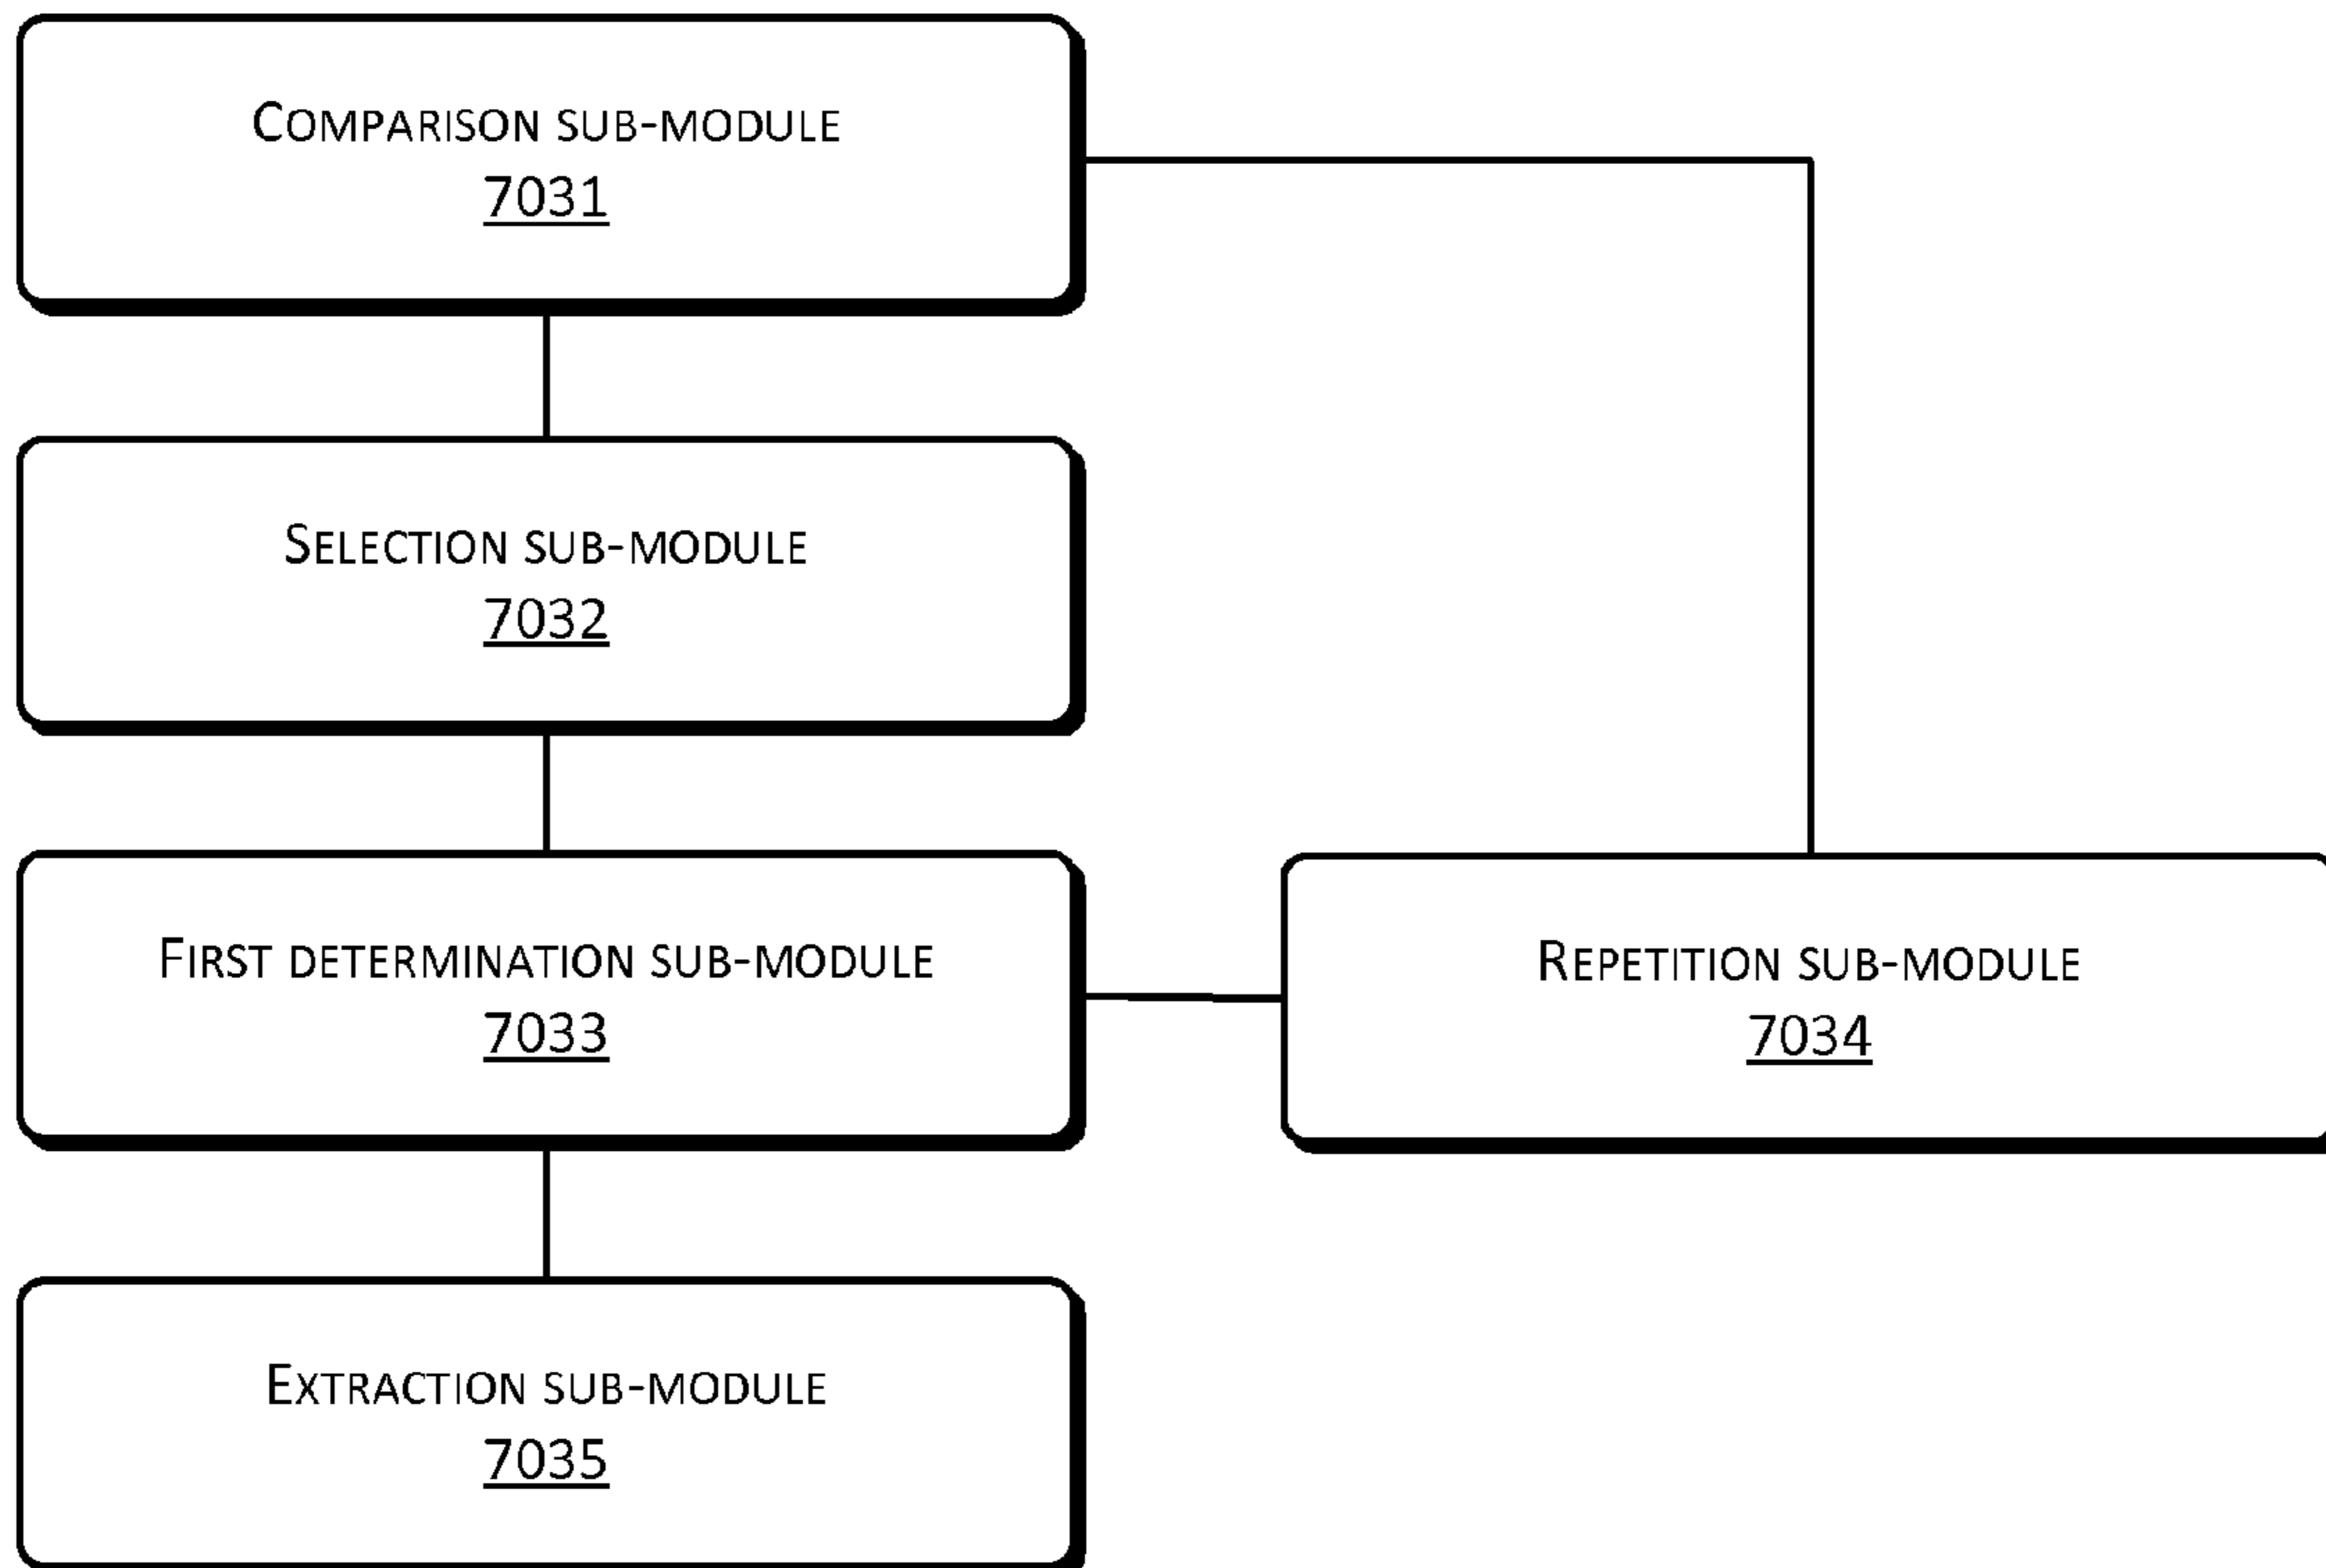 Comparison sub-module
7031
Selection sub-module
7032
First determination sub-module
7033
Repetition sub-module
7034
Extraction sub-module
7035